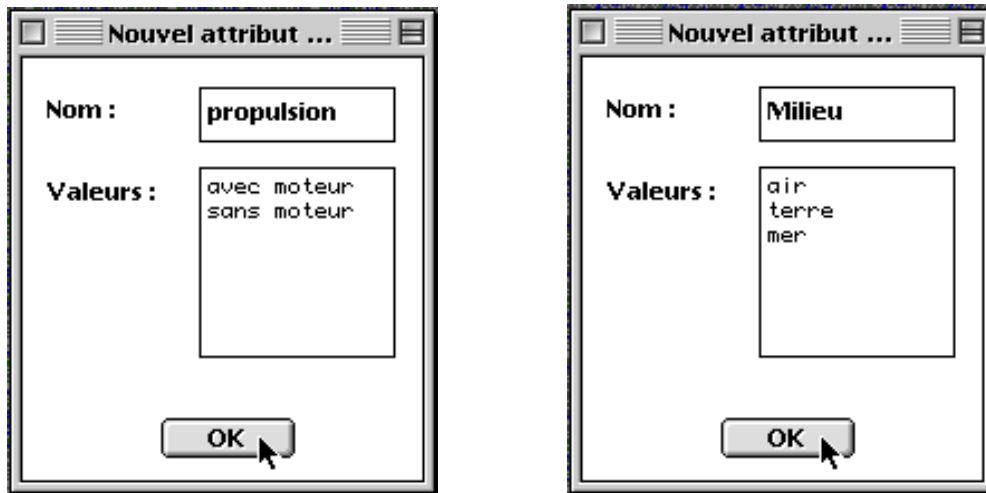 Nouvel attribut ...
Nom :
propulsion
Valeurs :
avec moteur
sans moteur
OK
Nouvel attribut ...
Nom :
Milieu
Valeurs :
air
terre
mer
OK